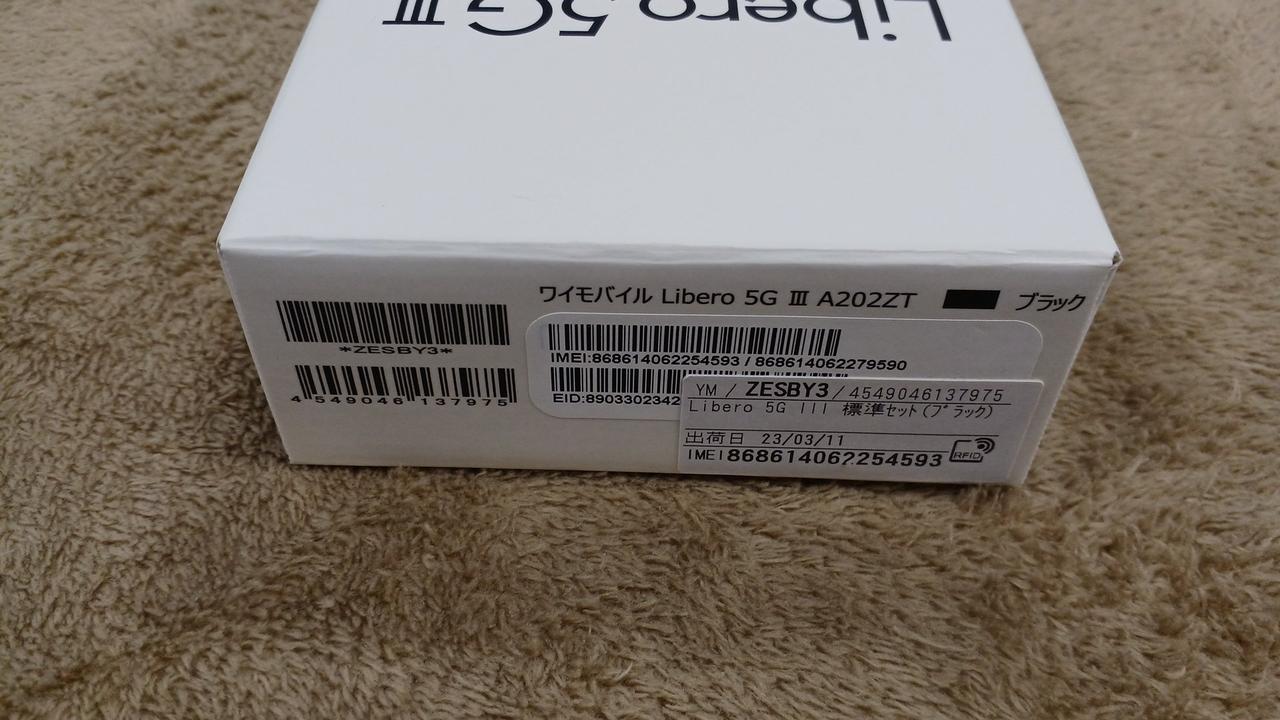 Libero 5G III
ワイモバイル Libero 5G III A202ZT ブラック
*ZESBY3*
4 549046 137975
IMEI:868614062254593 / 868614062279590
EID:8903302342
YM / ZESBY3 / 4549046137975
Libero 5G III 標準ｾｯﾄ(ﾌﾞﾗｯｸ)
出荷日 23/03/11
IMEI 868614062254593
RFID